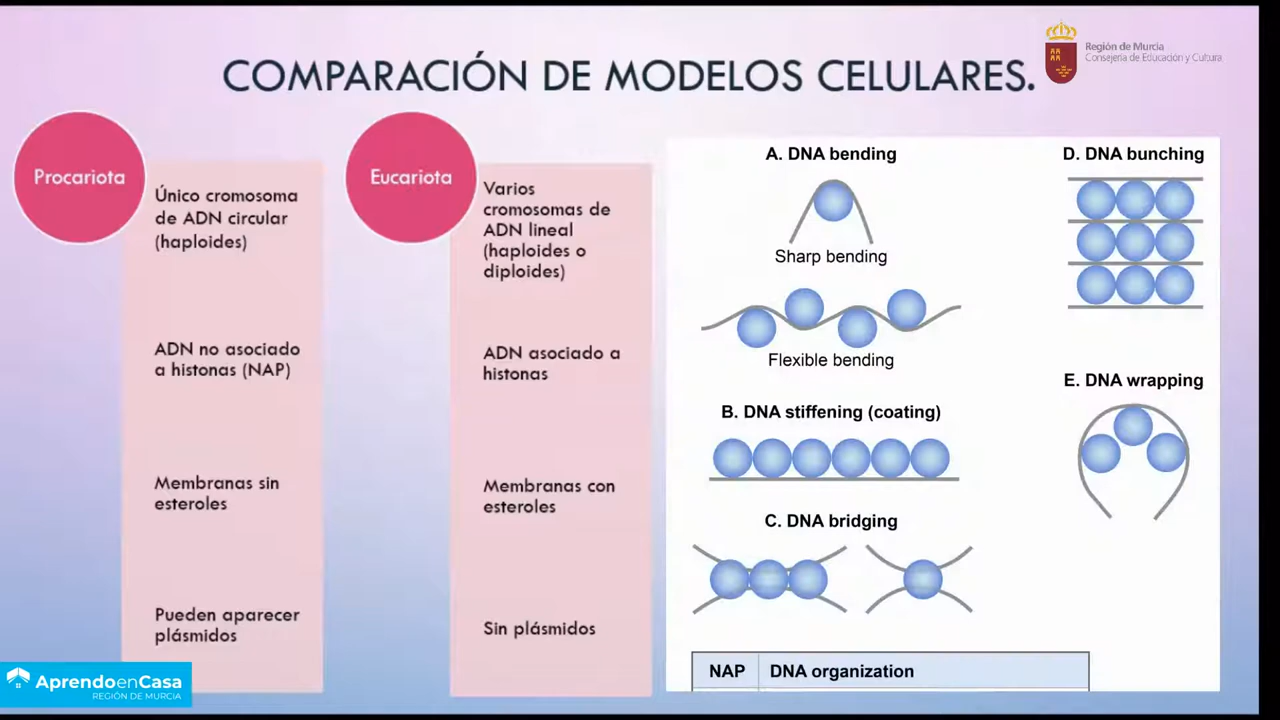 COMPARACIÓN DE MODELOS CELULARES.
Región de Murcia
Consejería de Educación y Cultura
Procariota
Único cromosoma
de ADN circular
(haploides)
ADN no asociado
a histonas (NAP)
Membranas sin
esteroles
Pueden aparecer
plásmidos
Eucariota
Varios
cromosomas de
ADN lineal
(haploides o
diploides)
ADN asociado a
histonas
Membranas con
esteroles
Sin plásmidos
A. DNA bending
Sharp bending
Flexible bending
B. DNA stiffening (coating)
C. DNA bridging
D. DNA bunching
E. DNA wrapping
NAP DNA organization
AprendoenCasa
REGIÓN DE MURCIA